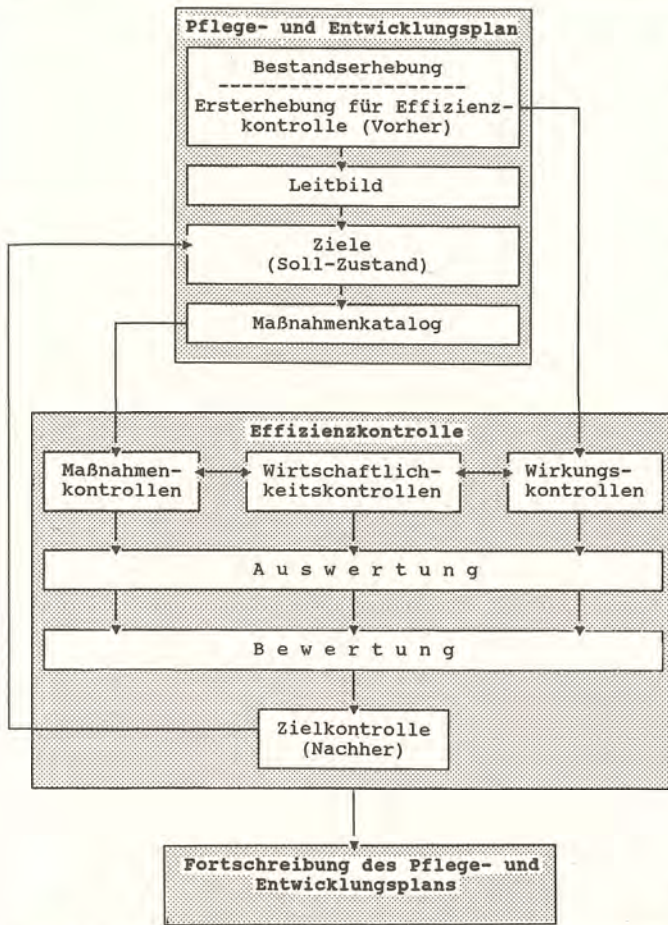 Pflege- und Entwicklungsplan
Bestandserhebung
Ersterhebung für Effizienz-
kontrolle (Vorher)
Leitbild
Ziele
(Soll-Zustand)
Maßnahmenkatalog
Effizienzkontrolle
Maßnahmen-
kontrollen
Wirtschaftlich-
keitskontrollen
Wirkungs-
kontrollen
Auswertung
Bewertung
Zielkontrolle
(Nachher)
Fortschreibung des Pflege- und
Entwicklungsplans